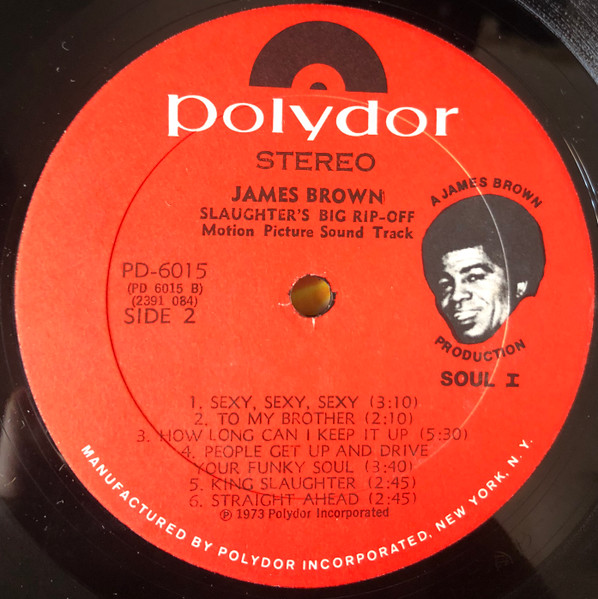 polydor
STEREO
JAMES BROWN
SLAUGHTER'S BIG RIP-OFF
Motion Picture Sound Track
PD-6015
(PD 6015 B)
(2391 084)
SIDE 2
A JAMES BROWN
PRODUCTION
SOUL I
1. SEXY, SEXY, SEXY (3:10)
2. TO MY BROTHER (2:10)
3. HOW LONG CAN I KEEP IT UP (5:30)
4. PEOPLE GET UP AND DRIVE
YOUR FUNKY SOUL (3:40)
5. KING SLAUGHTER (2:45)
6. STRAIGHT AHEAD (2:45)
℗ 1973 Polydor Incorporated
MANUFACTURED BY POLYDOR INCORPORATED, NEW YORK, N. Y.